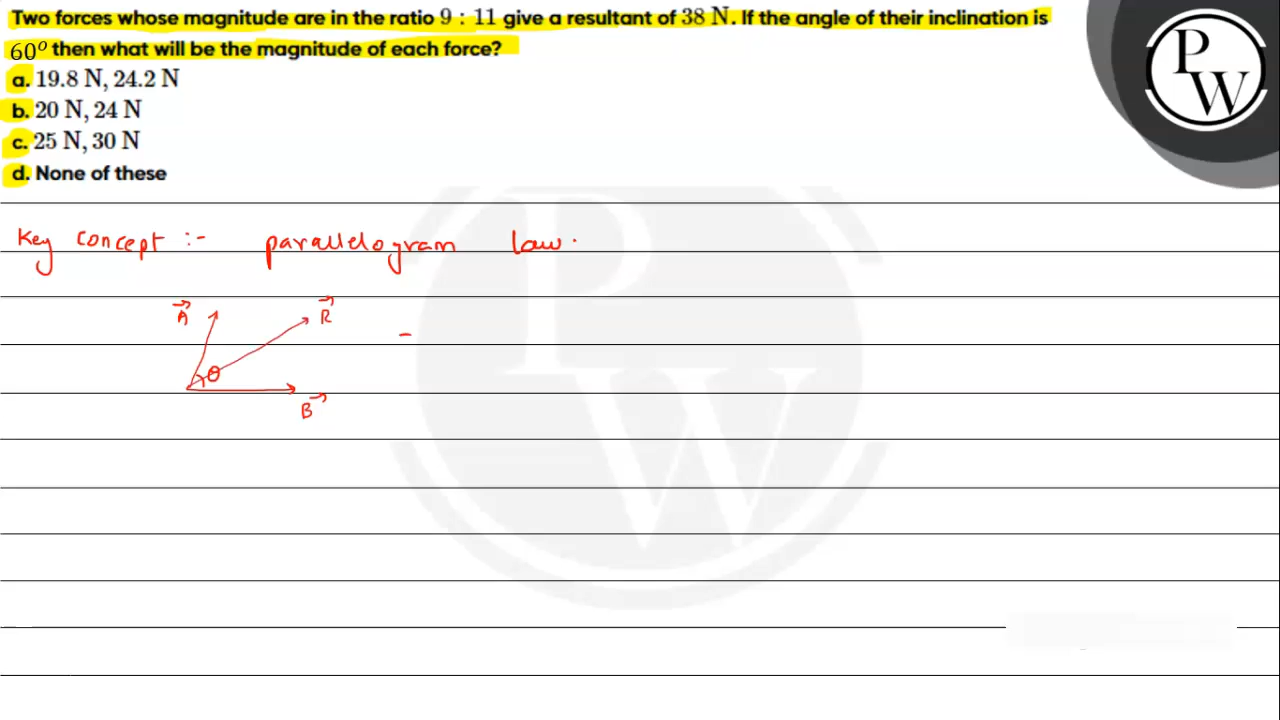 Two forces whose magnitude are in the ratio 9 : 11 give a resultant of 38 N. If the angle of their inclination is
60° then what will be the magnitude of each force?
a. 19.8 N, 24.2 N
b. 20 N, 24 N
c. 25 N, 30 N
d. None of these
PW
Key concept :- parallelogram law.
A⃗ R⃗
θ
B⃗